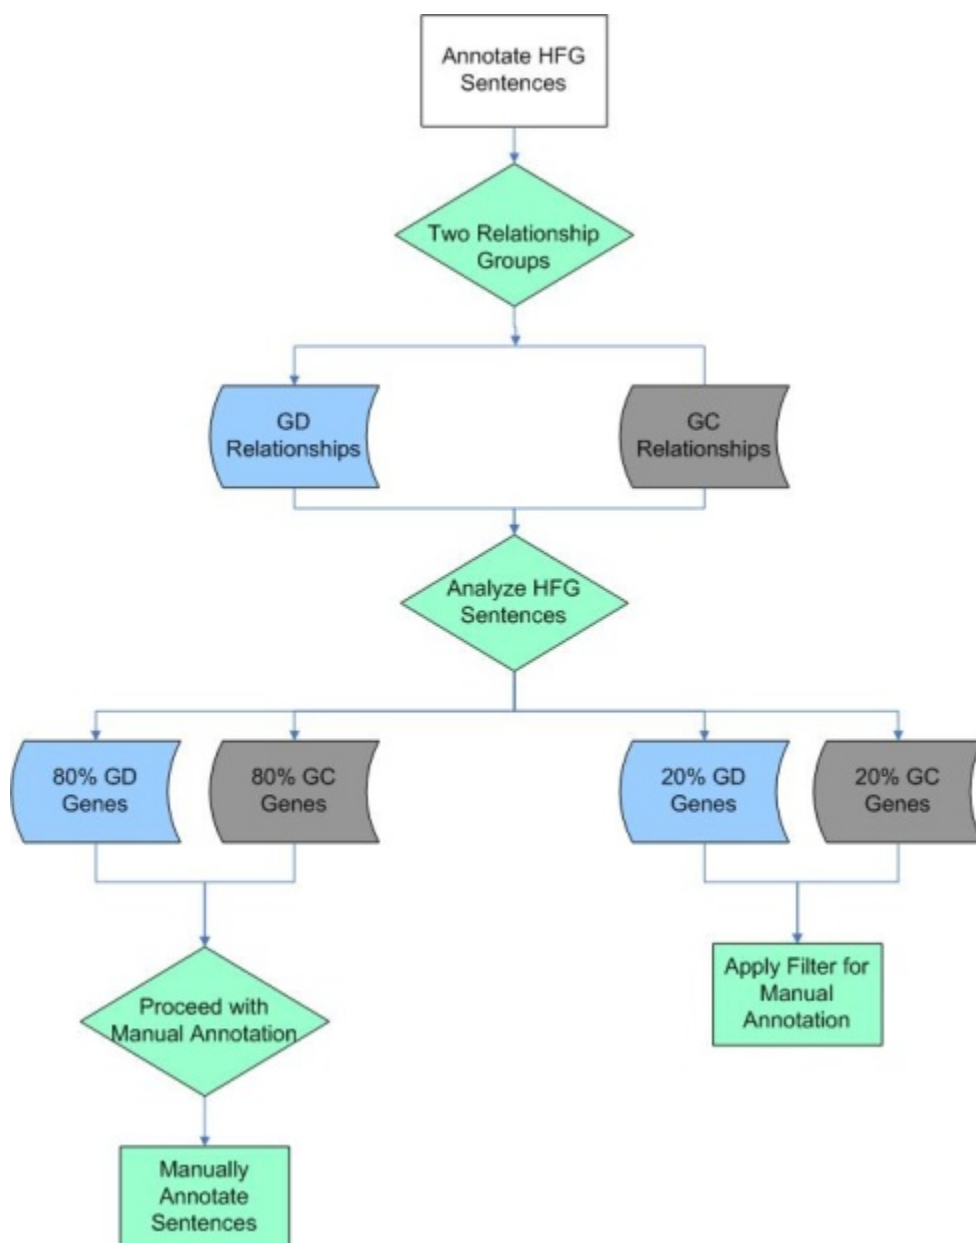 Annotate HFG
Sentences
Two Relationship
Groups
GD
Relationships
GC
Relationships
Analyze HFG
Sentences
80% GD
Genes
80% GC
Genes
20% GD
Genes
20% GC
Genes
Proceed with
Manual Annotation
Apply Filter for
Manual
Annotation
Manually
Annotate
Sentences